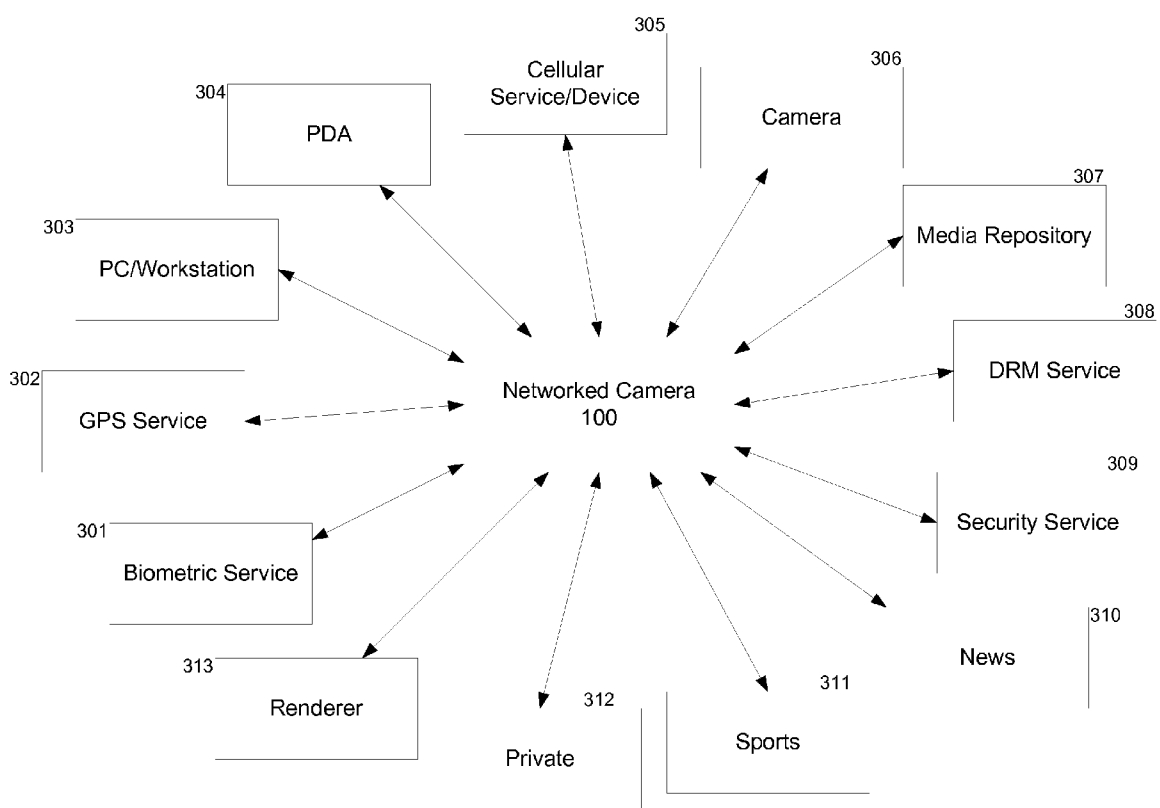 305
Cellular
Service/Device
306
Camera
304
PDA
307
Media Repository
303
PC/Workstation
308
DRM Service
302
GPS Service
Networked Camera
100
309
Security Service
301
Biometric Service
310
News
313
Renderer
312
Private
311
Sports